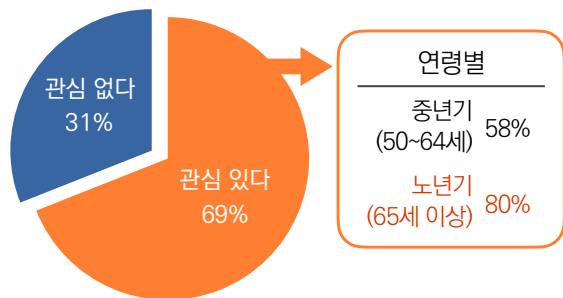 관심 없다
31%
관심 있다
69%
연령별
중년기
(50~64세) 58%
노년기
(65세 이상) 80%